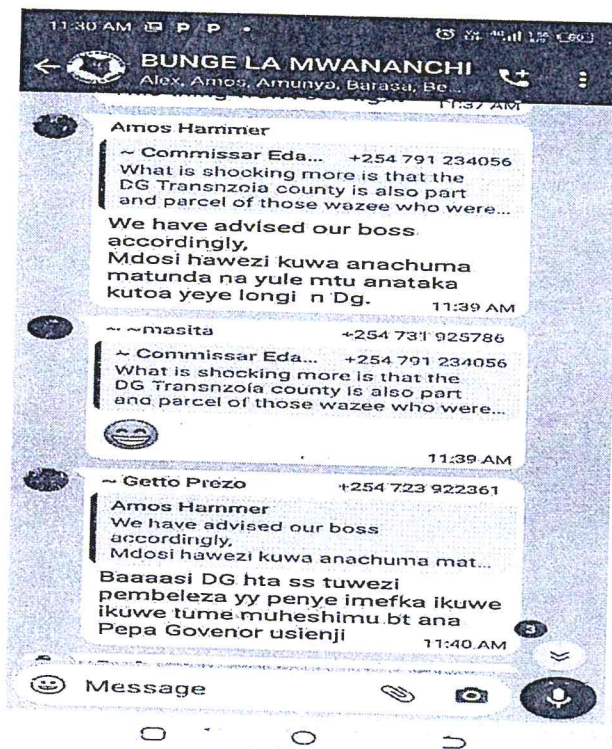 11:30 AM P P
BUNGE LA MWANANCHI
Alex, Amos, Amunya, Barasa, Be...
11:37 AM
Amos Hammer
~ Commissar Eda... +254 791 234056
What is shocking more is that the
DG Transnzoia county is also part
and parcel of those wazee who were...
We have advised our boss
accordingly,
Mdosi hawezi kuwa anachuma
matunda na yule mtu anataka
kutoa yeye longi n Dg.
11:39 AM
~ ~masita +254 731 925786
~ Commissar Eda... +254 791 234056
What is shocking more is that the
DG Transnzoia county is also part
and parcel of those wazee who were...
11:39 AM
~ Getto Prezo +254 723 922361
Amos Hammer
We have advised our boss
accordingly,
Mdosi hawezi kuwa anachuma mat...
Baaaasi DG hta ss tuwezi
pembeleza yy penye imefka ikuwe
ikuwe tume muheshimu bt ana
Pepa Govenor usienji
11:40 AM
3
Message